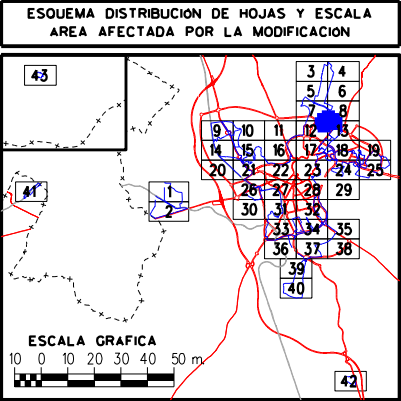 ESQUEMA DISTRIBUCIÓN DE HOJAS Y ESCALA
AREA AFECTADA POR LA MODIFICACIÓN
43
3 4
5 6
7 8
9 10 11 12 13
14 15 16 17 18 19
20 21 22 23 24 25
41 1 26 27 28 29
2 30 31 32
33 34 35
36 37 38
39
40
ESCALA GRAFICA
10 0 10 20 30 40 50 m.
42